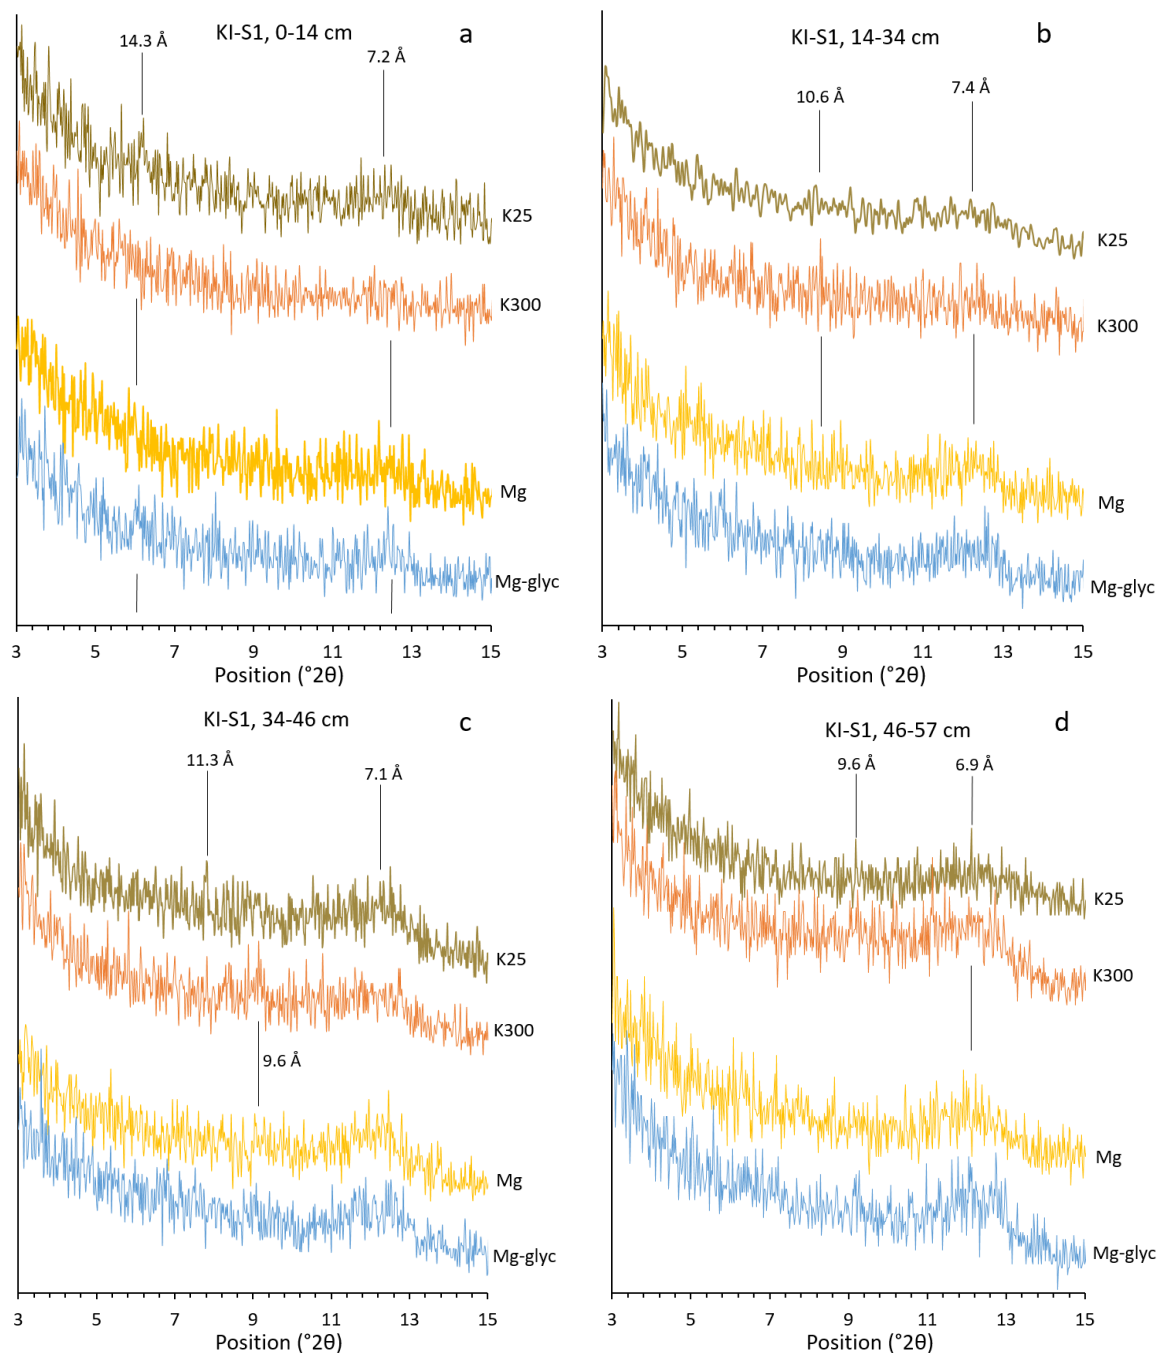 KI-S1, 0-14 cm
a
14.3 Å
7.2 Å
K25
K300
Mg
Mg-glyc
3 5 7 9 11 13 15
Position (°2θ)
KI-S1, 14-34 cm
b
10.6 Å
7.4 Å
K25
K300
Mg
Mg-glyc
3 5 7 9 11 13 15
Position (°2θ)
KI-S1, 34-46 cm
c
11.3 Å
7.1 Å
K25
K300
9.6 Å
Mg
Mg-glyc
3 5 7 9 11 13 15
Position (°2θ)
KI-S1, 46-57 cm
d
9.6 Å
6.9 Å
K25
K300
Mg
Mg-glyc
3 5 7 9 11 13 15
Position (°2θ)